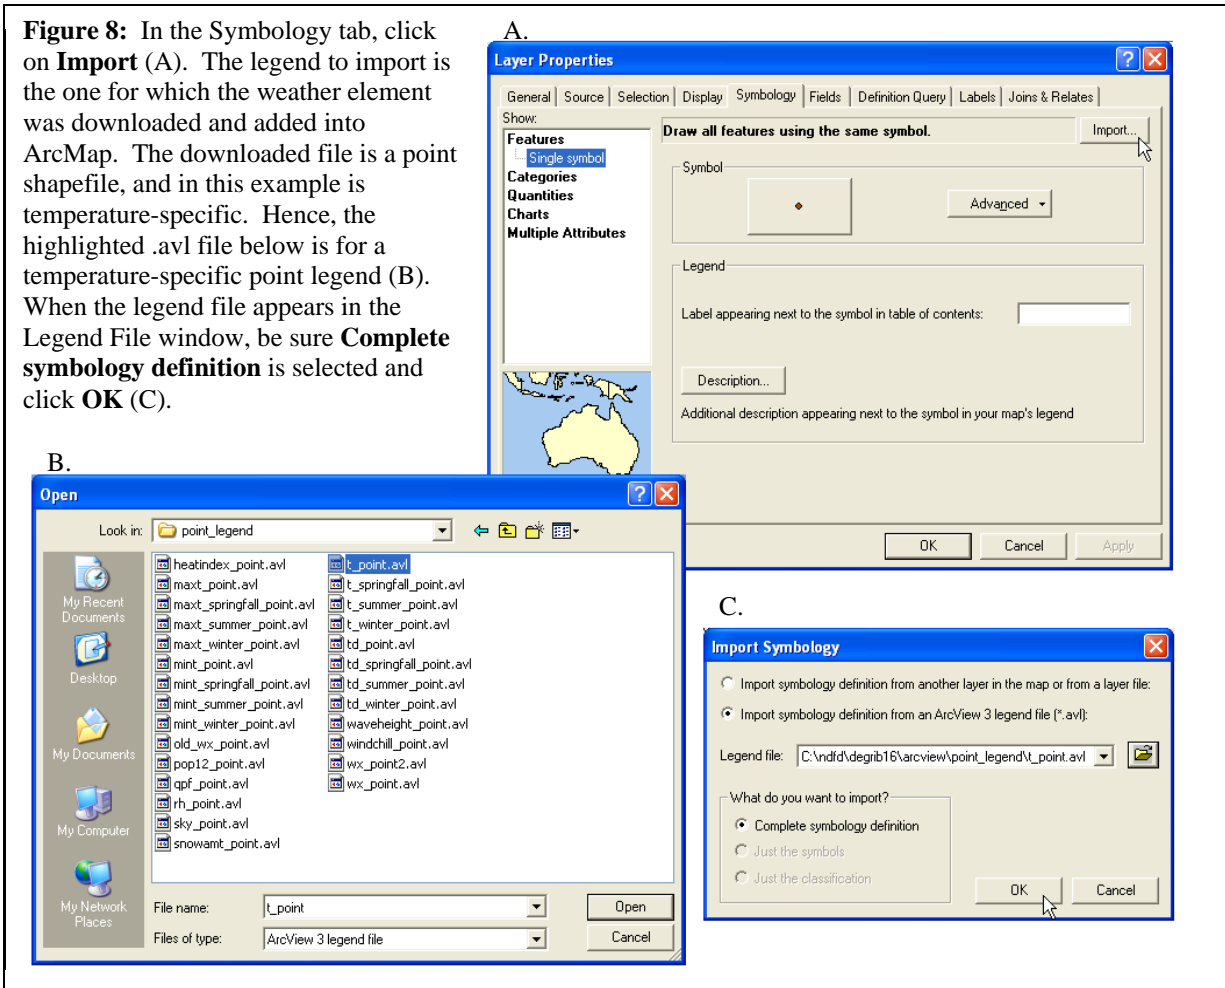 Figure 8:  In the Symbology tab, click
on Import (A).  The legend to import is
the one for which the weather element
was downloaded and added into
ArcMap.  The downloaded file is a point
shapefile, and in this example is
temperature-specific.  Hence, the
highlighted .avl file below is for a
temperature-specific point legend (B).
When the legend file appears in the
Legend File window, be sure Complete
symbology definition is selected and
click OK (C).
A.
Layer Properties
General Source Selection Display Symbology Fields Definition Query Labels Joins & Relates
Show:
Features
Single symbol
Categories
Quantities
Charts
Multiple Attributes
Draw all features using the same symbol.
Import...
Symbol
Advanced
Legend
Label appearing next to the symbol in table of contents:
Description...
Additional description appearing next to the symbol in your map's legend
OK Cancel Apply
B.
Open
Look in: point_legend
My Recent
Documents
Desktop
My Documents
My Computer
My Network
Places
heatindex_point.avl
maxt_point.avl
maxt_springfall_point.avl
maxt_summer_point.avl
maxt_winter_point.avl
mint_point.avl
mint_springfall_point.avl
mint_summer_point.avl
mint_winter_point.avl
old_wx_point.avl
pop12_point.avl
qpf_point.avl
rh_point.avl
sky_point.avl
snowamt_point.avl
t_point.avl
t_springfall_point.avl
t_summer_point.avl
t_winter_point.avl
td_point.avl
td_springfall_point.avl
td_summer_point.avl
td_winter_point.avl
waveheight_point.avl
windchill_point.avl
wx_point2.avl
wx_point.avl
File name: t_point Open
Files of type: ArcView 3 legend file Cancel
C.
Import Symbology
Import symbology definition from another layer in the map or from a layer file:
Import symbology definition from an ArcView 3 legend file (*.avl):
Legend file: C:\ndfd\degrib16\arcview\point_legend\t_point.avl
What do you want to import?
Complete symbology definition
Just the symbols
Just the classification
OK Cancel